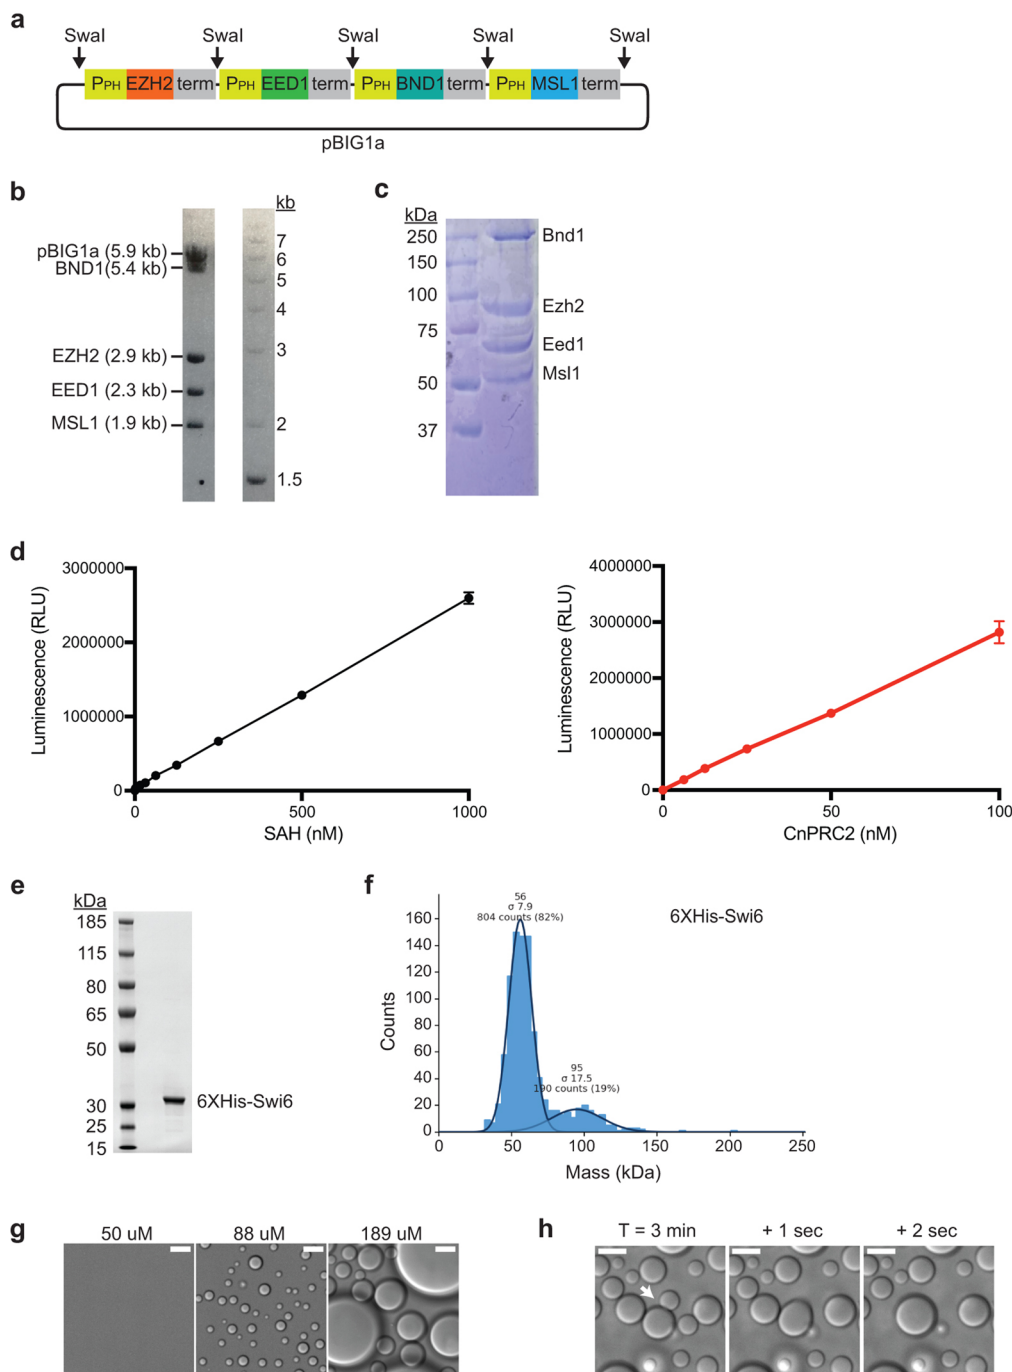 a
SwaI SwaI SwaI SwaI SwaI
PPH EZH2 term PPH EED1 term PPH BND1 term PPH MSL1 term
pBIG1a
b
kb
pBIG1a (5.9 kb)
BND1(5.4 kb)
EZH2 (2.9 kb)
EED1 (2.3 kb)
MSL1 (1.9 kb)
7
6
5
4
3
2
1.5
c
kDa
250
150
100
75
50
37
Bnd1
Ezh2
Eed1
Msl1
d
Luminescence (RLU)
3000000
2000000
1000000
0
0 500 1000
SAH (nM)
Luminescence (RLU)
4000000
3000000
2000000
1000000
0
0 50 100
CnPRC2 (nM)
e
kDa
185
115
80
65
50
30
25
15
6XHis-Swi6
f
56
σ 7.9
804 counts (82%)
6XHis-Swi6
95
σ 17.5
190 counts (19%)
Counts
160
140
120
100
80
60
40
20
0
0 50 100 150 200 250
Mass (kDa)
g
50 uM 88 uM 189 uM
h
T = 3 min + 1 sec + 2 sec